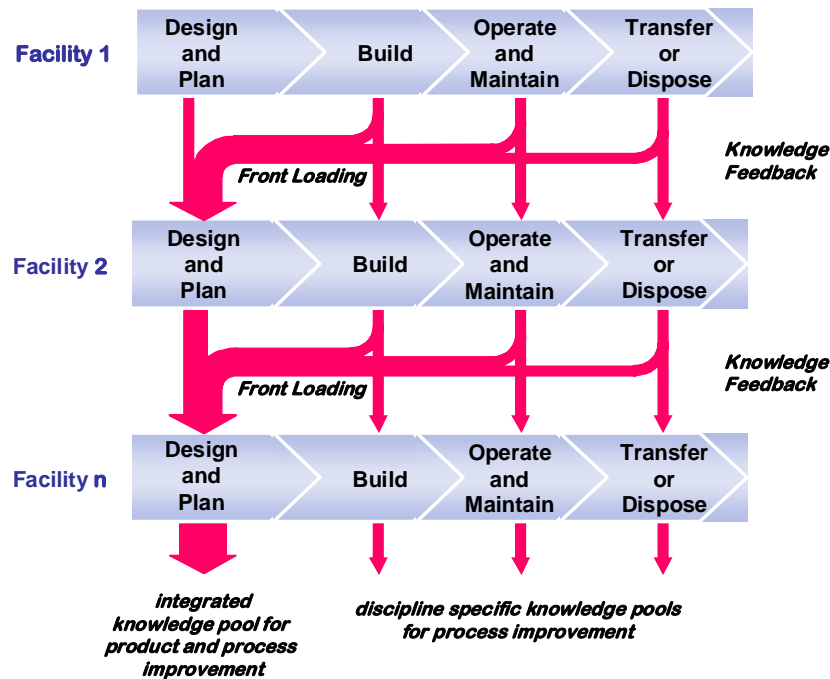 Facility 1
Design
and
Plan
Build
Operate
and
Maintain
Transfer
or
Dispose
Front Loading
Knowledge
Feedback
Facility 2
Design
and
Plan
Build
Operate
and
Maintain
Transfer
or
Dispose
Front Loading
Knowledge
Feedback
Facility n
Design
and
Plan
Build
Operate
and
Maintain
Transfer
or
Dispose
integrated
knowledge pool for
product and process
improvement
discipline specific knowledge pools
for process improvement